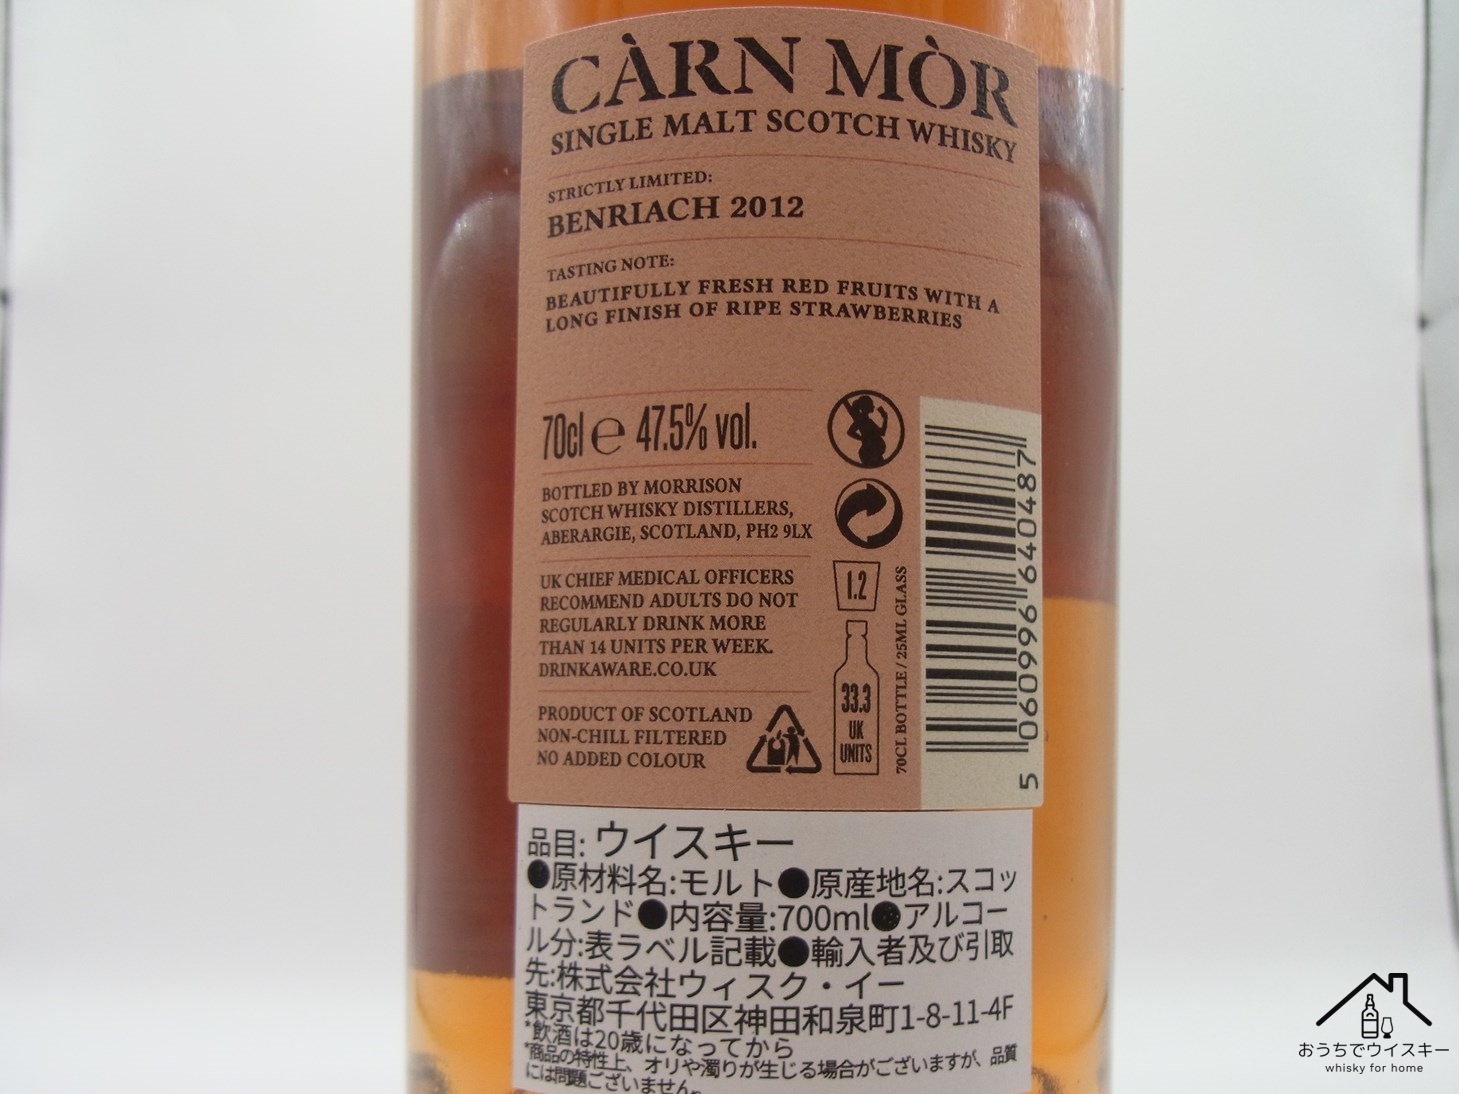 CÀRN MÒR
SINGLE MALT SCOTCH WHISKY
STRICTLY LIMITED:
BENRIACH 2012
TASTING NOTE:
BEAUTIFULLY FRESH RED FRUITS WITH A
LONG FINISH OF RIPE STRAWBERRIES
70cl e 47.5% vol.
BOTTLED BY MORRISON
SCOTCH WHISKY DISTILLERS,
ABERARGIE, SCOTLAND, PH2 9LX
UK CHIEF MEDICAL OFFICERS
RECOMMEND ADULTS DO NOT
REGULARLY DRINK MORE
THAN 14 UNITS PER WEEK.
DRINKAWARE.CO.UK
PRODUCT OF SCOTLAND
NON-CHILL FILTERED
NO ADDED COLOUR
1.2
33.3
UK
UNITS
70CL BOTTLE / 25ML GLASS
5 060996 640487
品目: ウイスキー
●原材料名:モルト●原産地名:スコッ
トランド●内容量:700ml●アルコー
ル分:表ラベル記載●輸入者及び引取
先:株式会社ウィスク・イー
東京都千代田区神田和泉町1-8-11-4F
*飲酒は20歳になってから
*商品の特性上、オリや濁りが生じる場合がございますが、品質
には問題ございません。
おうちでウイスキー
whisky for home